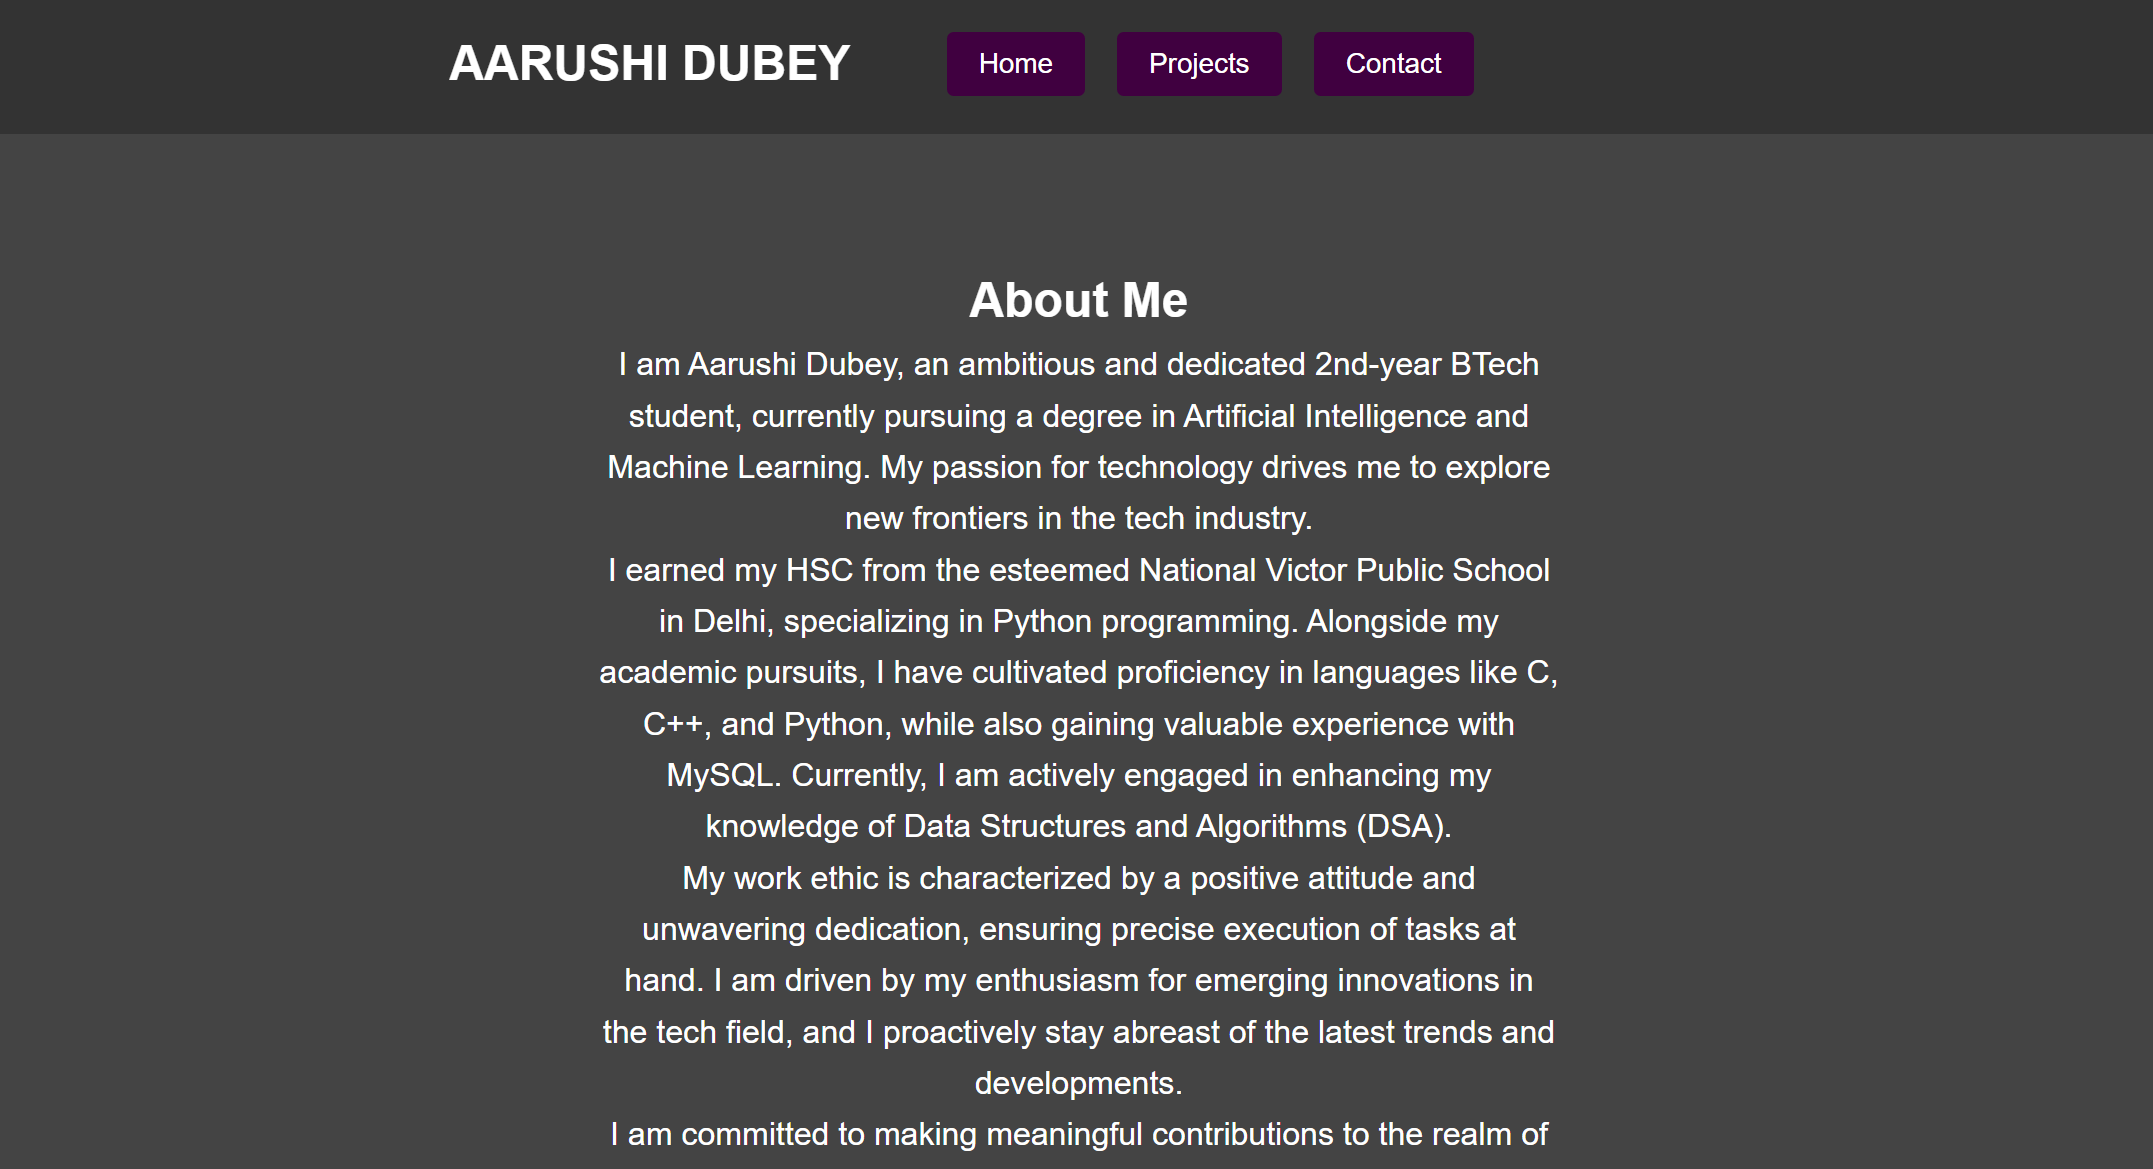 AARUSHI DUBEY
Home
Projects
Contact
About Me
I am Aarushi Dubey, an ambitious and dedicated 2nd-year BTech
student, currently pursuing a degree in Artificial Intelligence and
Machine Learning. My passion for technology drives me to explore
new frontiers in the tech industry.
I earned my HSC from the esteemed National Victor Public School
in Delhi, specializing in Python programming. Alongside my
academic pursuits, I have cultivated proficiency in languages like C,
C++, and Python, while also gaining valuable experience with
MySQL. Currently, I am actively engaged in enhancing my
knowledge of Data Structures and Algorithms (DSA).
My work ethic is characterized by a positive attitude and
unwavering dedication, ensuring precise execution of tasks at
hand. I am driven by my enthusiasm for emerging innovations in
the tech field, and I proactively stay abreast of the latest trends and
developments.
I am committed to making meaningful contributions to the realm of